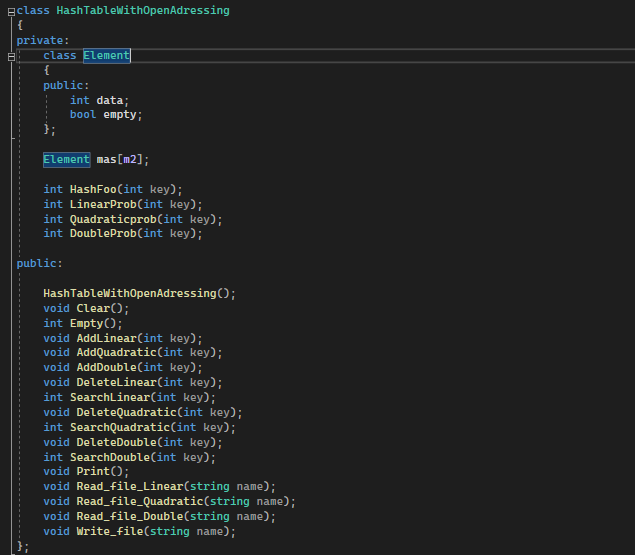 class HashTableWithOpenAdressing
{
private:
    class Element
    {
    public:
        int data;
        bool empty;
    };
    Element mas[m2];
    int HashFoo(int key);
    int LinearProb(int key);
    int Quadraticprob(int key);
    int DoubleProb(int key);
public:
    HashTableWithOpenAdressing();
    void Clear();
    int Empty();
    void AddLinear(int key);
    void AddQuadratic(int key);
    void AddDouble(int key);
    void DeleteLinear(int key);
    int SearchLinear(int key);
    void DeleteQuadratic(int key);
    int SearchQuadratic(int key);
    void DeleteDouble(int key);
    int SearchDouble(int key);
    void Print();
    void Read_file_Linear(string name);
    void Read_file_Quadratic(string name);
    void Read_file_Double(string name);
    void Write_file(string name);
};